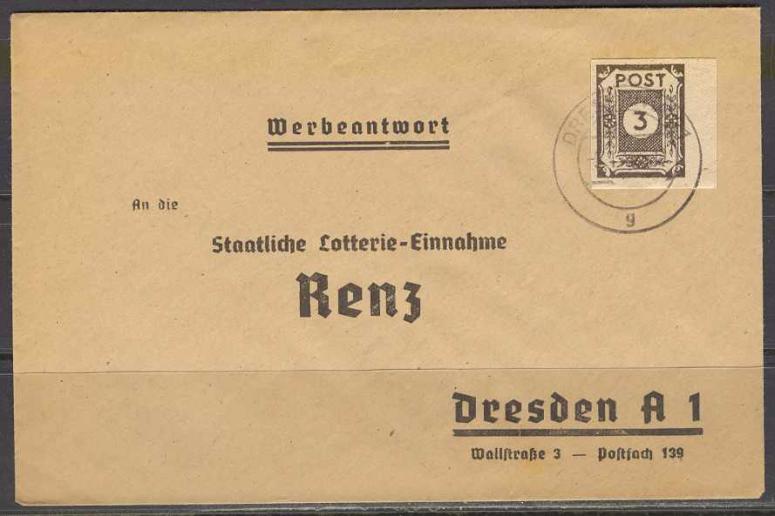 POST
3
g
Werbeantwort
An die
Staatliche Lotterie-Einnahme
Renz
Dresden A 1
Wallstraße 3 — Postfach 139